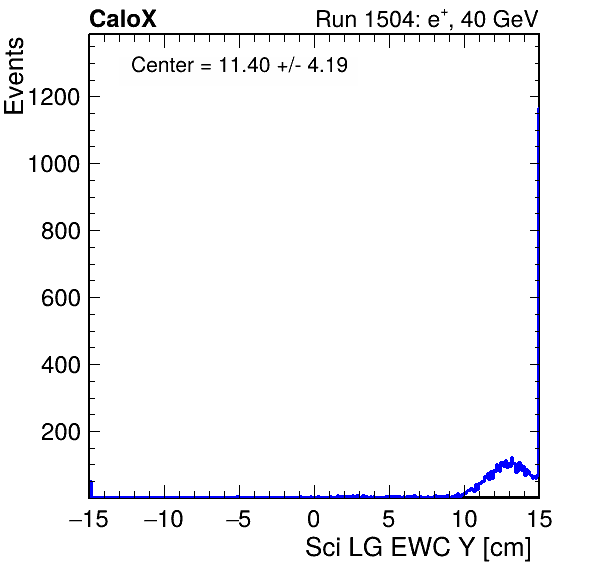 CaloX
Run 1504: e⁺, 40 GeV
Center = 11.40 +/- 4.19
Events
1200
1000
800
600
400
200
−15 −10 −5 0 5 10 15
Sci LG EWC Y [cm]